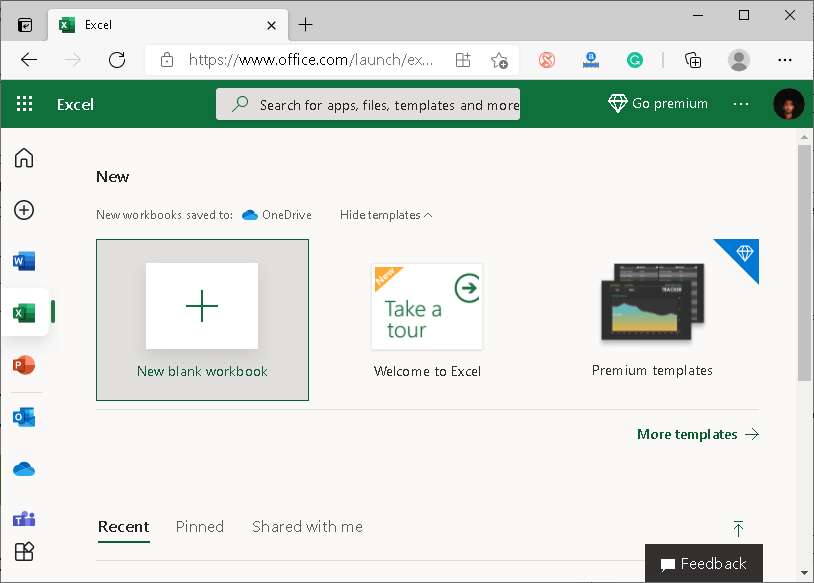 Excel
https://www.office.com/launch/ex...
Excel
Search for apps, files, templates and more
Go premium
New
New workbooks saved to: OneDrive Hide templates
New
Take a
tour
TRACKER
New blank workbook
Welcome to Excel
Premium templates
More templates
Recent Pinned Shared with me
Feedback